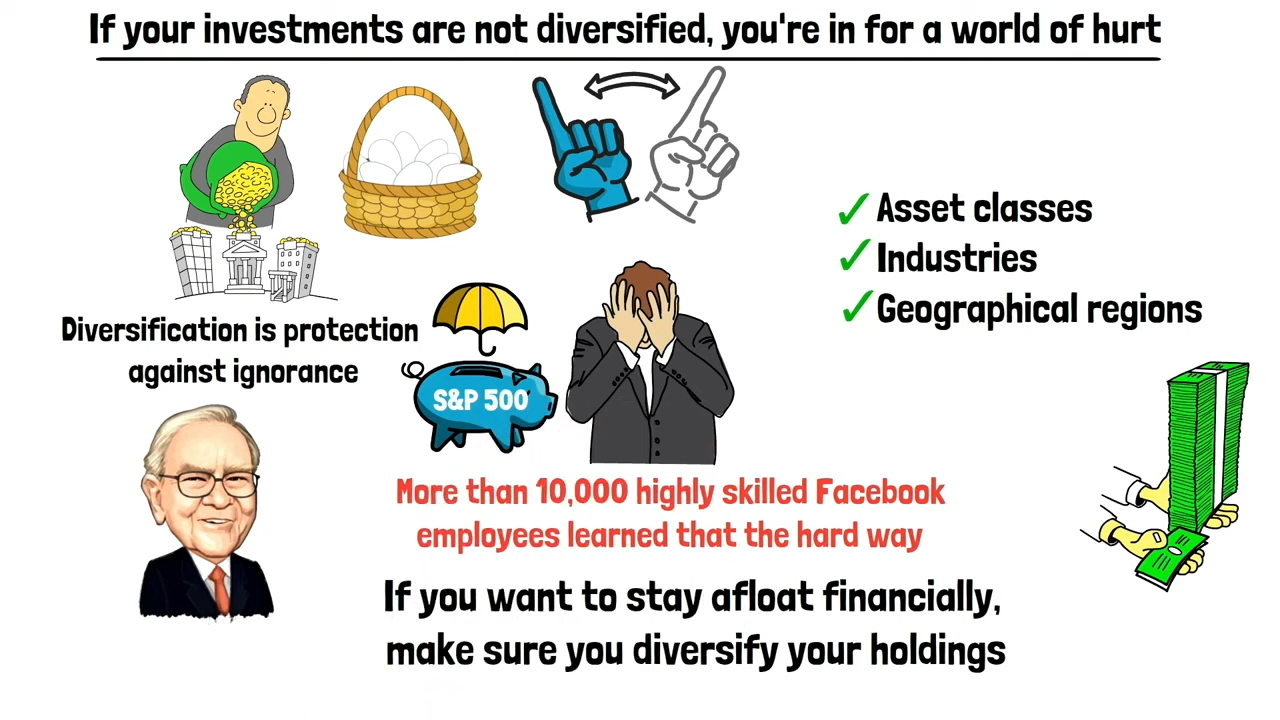 If your investments are not diversified, you're in for a world of hurt
✓ Asset classes
✓ Industries
✓ Geographical regions
Diversification is protection
against ignorance
S&P 500
More than 10,000 highly skilled Facebook
employees learned that the hard way
If you want to stay afloat financially,
make sure you diversify your holdings